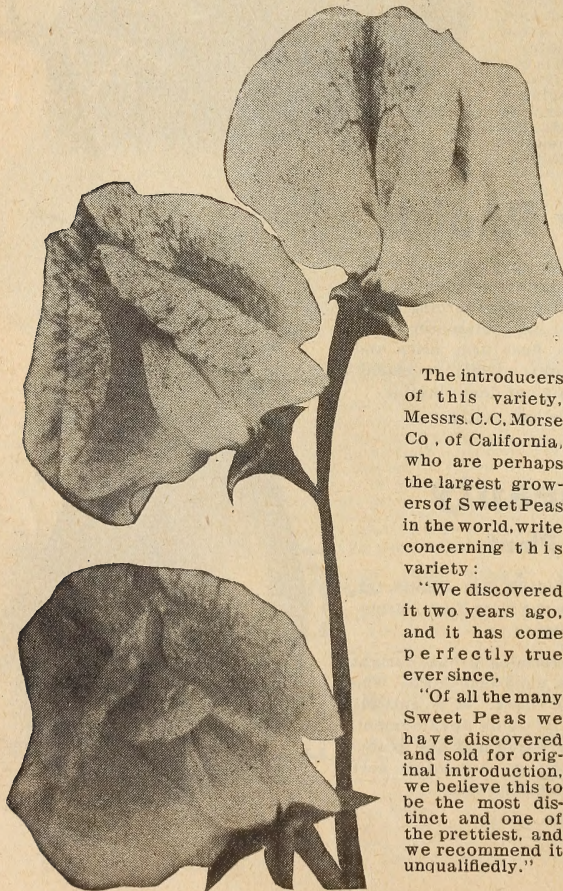 The introducers
of this variety,
Messrs. C. C. Morse
Co , of California,
who are perhaps
the largest grow-
ers of Sweet Peas
in the world, write
concerning this
variety :
"We discovered
it two years ago,
and it has come
perfectly true
ever since,
"Of all the many
Sweet Peas we
have discovered
and sold for orig-
inal introduction,
we believe this to
be the most dis-
tinct and one of
the prettiest, and
we recommend it
unqualifiedly."